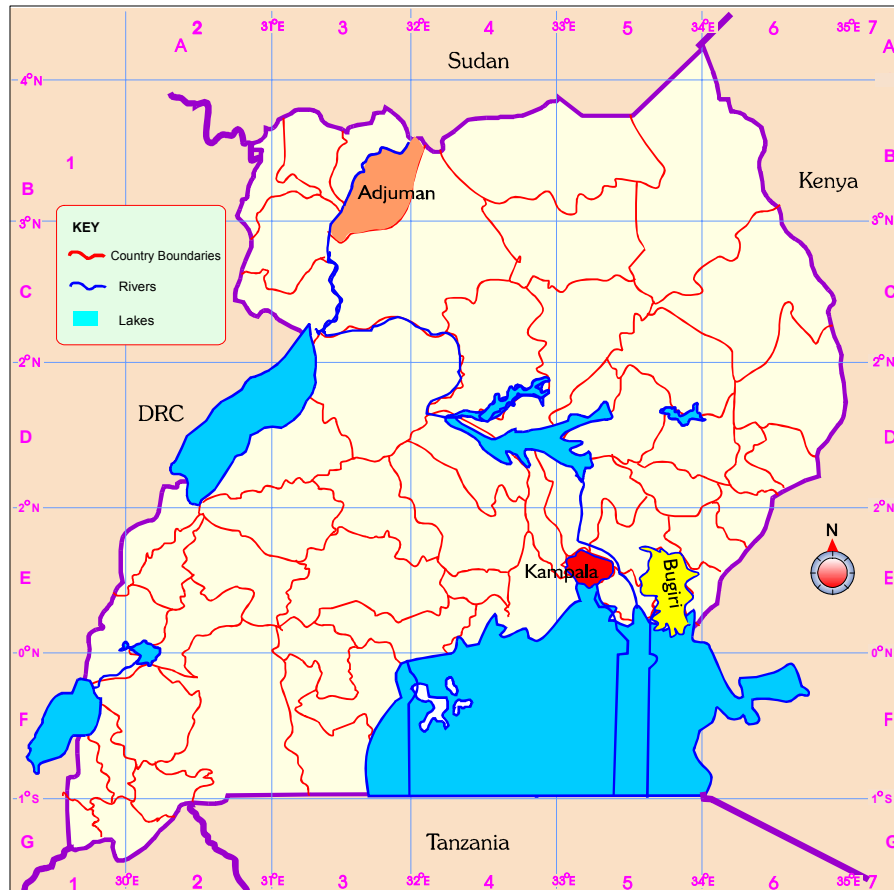 2 31°E 3 32°E 4 33°E 5 34°E 6 35°E 7
A A
Sudan
4°N
1
B
B
Kenya
Adjuman
3°N 3°N
KEY
Country Boundaries
Rivers
Lakes
C C
2°N 2°N
DRC
D D
2°N 2°N
N
E E
Kampala
Bugiri
0°N 0°N
F F
1°S 1°S
Tanzania
G G
1 30°E 2 31°E 3 32°E 4 33°E 5 34°E 6 35°E 7